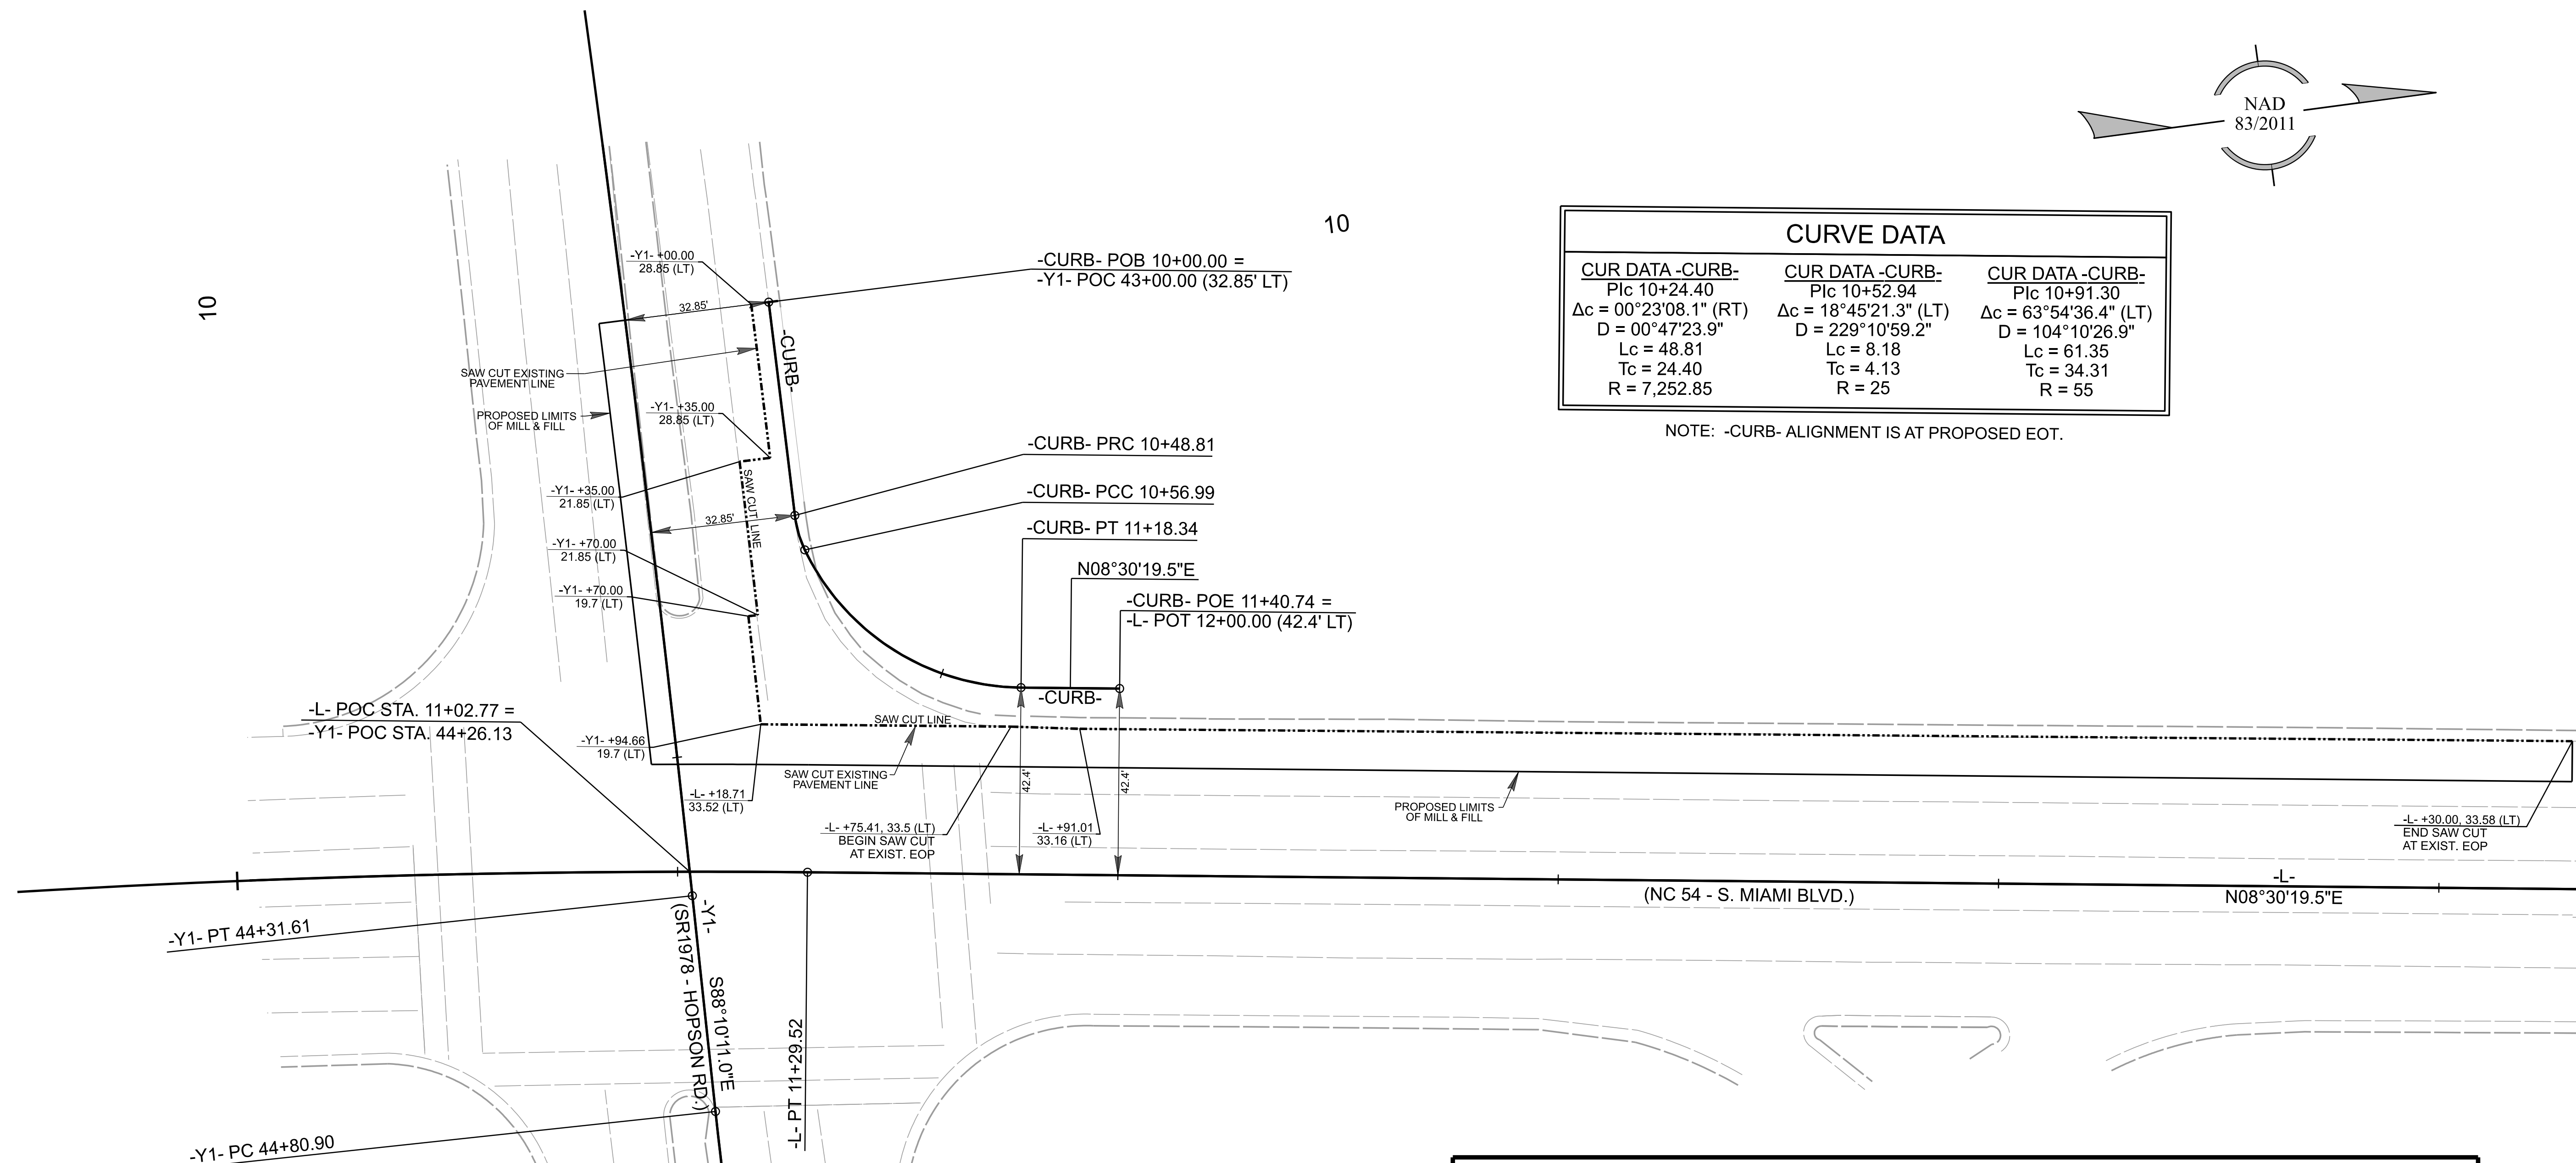 NAD
83/2011
10
10
-Y1- +00.00
28.85 (LT)
-CURB- POB 10+00.00 =
-Y1- POC 43+00.00 (32.85' LT)
32.85'
-CURB-
SAW CUT EXISTING
PAVEMENT LINE
PROPOSED LIMITS
OF MILL & FILL
-Y1- +35.00
28.85 (LT)
-CURB- PRC 10+48.81
-Y1- +35.00
21.85 (LT)
SAW CUT LINE
-CURB- PCC 10+56.99
32.85'
-CURB- PT 11+18.34
-Y1- +70.00
21.85 (LT)
N08°30'19.5"E
-Y1- +70.00
19.7 (LT)
-CURB- POE 11+40.74 =
-L- POT 12+00.00 (42.4' LT)
CURVE DATA
CUR DATA -CURB-
PIc 10+24.40
Δc = 00°23'08.1" (RT)
D = 00°47'23.9"
Lc = 48.81
Tc = 24.40
R = 7,252.85
CUR DATA -CURB-
PIc 10+52.94
Δc = 18°45'21.3" (LT)
D = 229°10'59.2"
Lc = 8.18
Tc = 4.13
R = 25
CUR DATA -CURB-
PIc 10+91.30
Δc = 63°54'36.4" (LT)
D = 104°10'26.9"
Lc = 61.35
Tc = 34.31
R = 55
NOTE: -CURB- ALIGNMENT IS AT PROPOSED EOT.
-CURB-
-L- POC STA. 11+02.77 =
-Y1- POC STA. 44+26.13
SAW CUT LINE
-Y1- +94.66
19.7 (LT)
SAW CUT EXISTING
PAVEMENT LINE
42.4'
42.4'
-L- +18.71
33.52 (LT)
PROPOSED LIMITS
OF MILL & FILL
-L- +75.41, 33.5 (LT)
BEGIN SAW CUT
AT EXIST. EOP
-L- +91.01
33.16 (LT)
-L- +30.00, 33.58 (LT)
END SAW CUT
AT EXIST. EOP
-L-
N08°30'19.5"E
(NC 54 - S. MIAMI BLVD.)
-Y1- PT 44+31.61
-Y1-
(SR1978 - HOPSON RD.)
S88°10'11.0"E
-L- PT 11+29.52
-Y1- PC 44+80.90